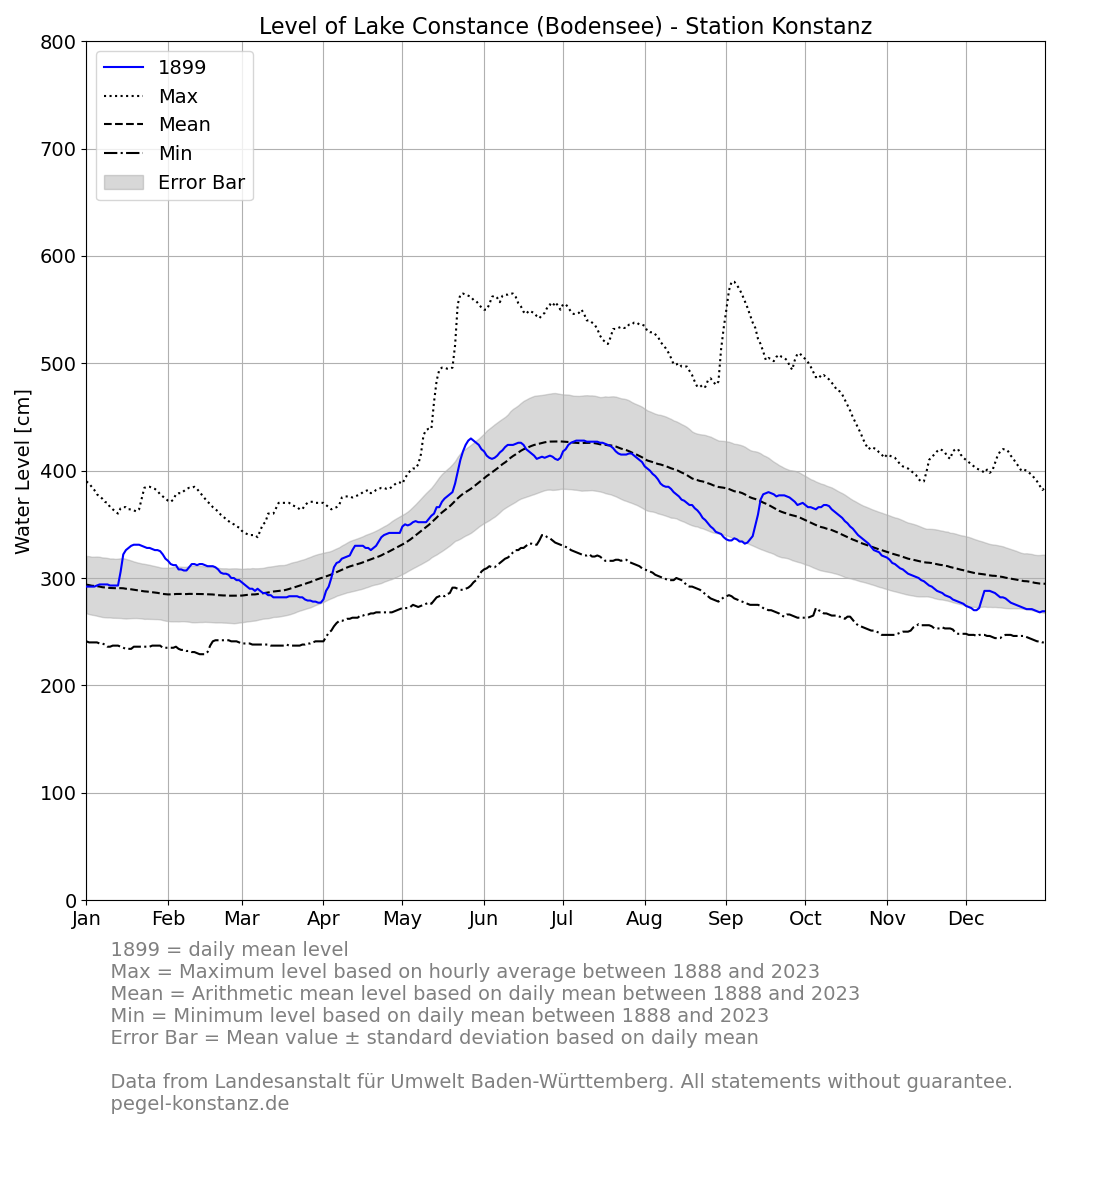 Level of Lake Constance (Bodensee) - Station Konstanz
800
700
600
500
400
300
200
100
0
Water Level [cm]
1899
Max
Mean
Min
Error Bar
Jan Feb Mar Apr May Jun Jul Aug Sep Oct Nov Dec
1899 = daily mean level
Max = Maximum level based on hourly average between 1888 and 2023
Mean = Arithmetic mean level based on daily mean between 1888 and 2023
Min = Minimum level based on daily mean between 1888 and 2023
Error Bar = Mean value ± standard deviation based on daily mean
Data from Landesanstalt für Umwelt Baden-Württemberg. All statements without guarantee.
pegel-konstanz.de